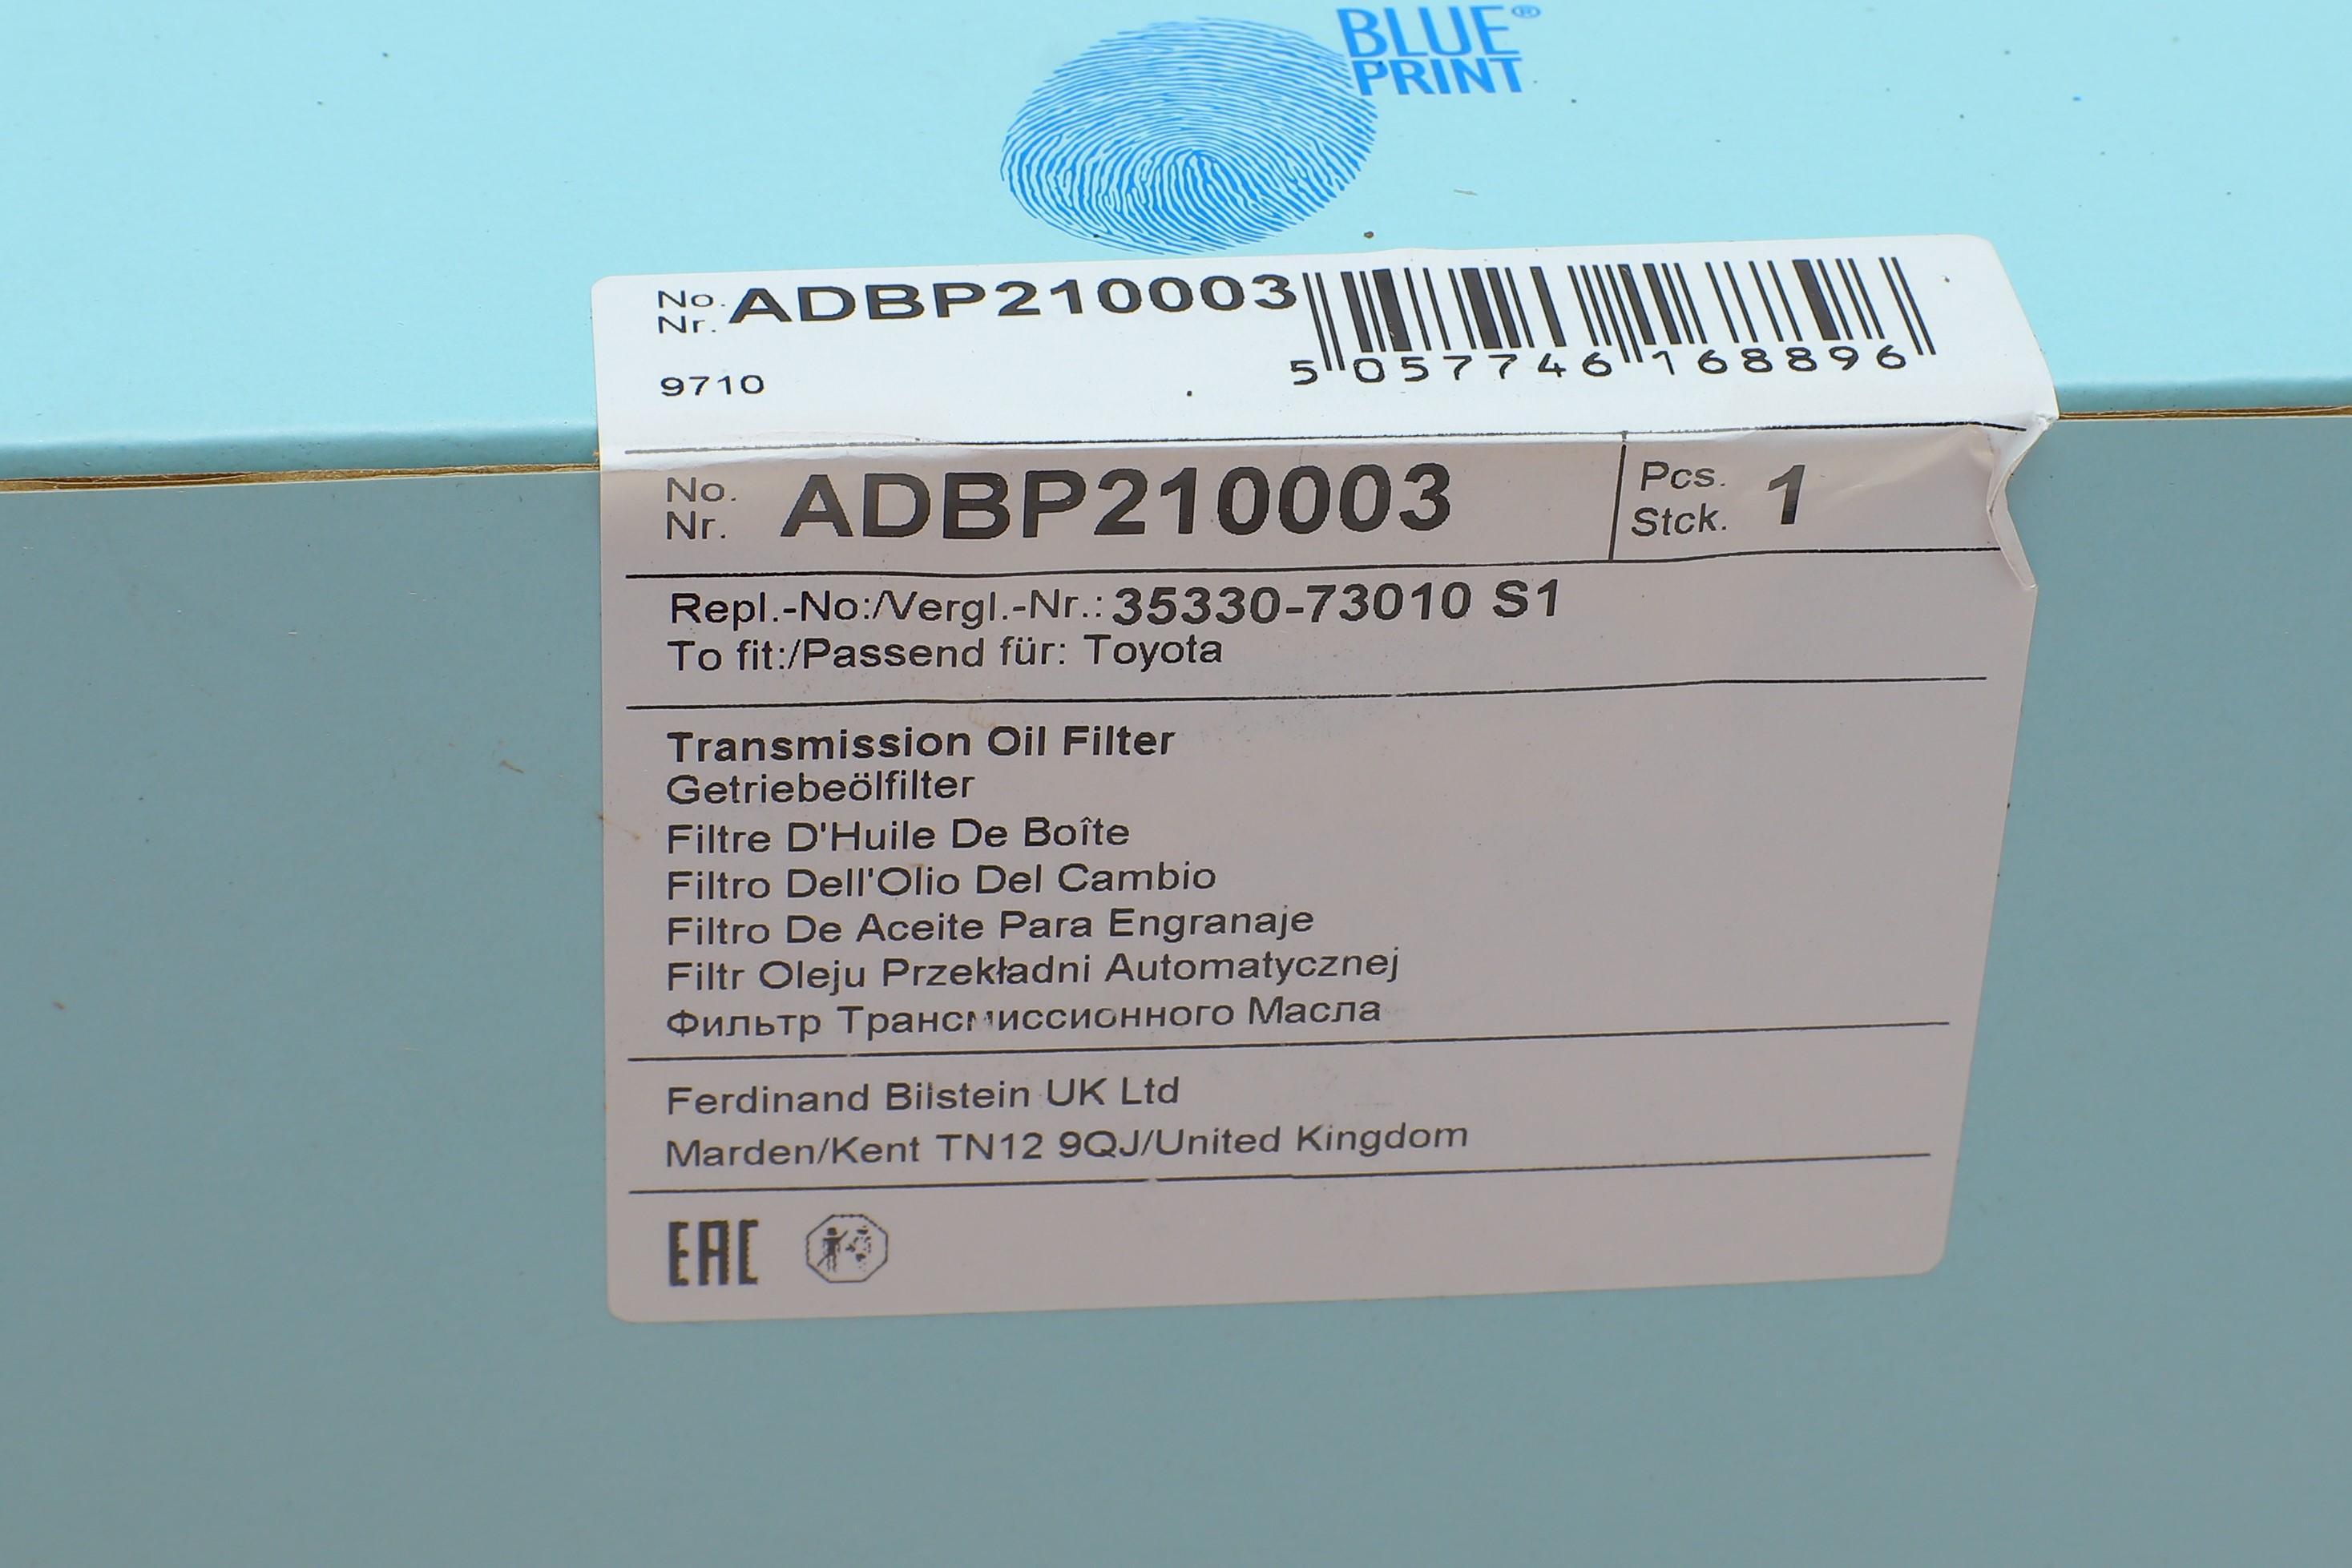 BLUE®
PRINT
No.
Nr. ADBP210003
5 057746 168896
9710
No.
Nr. ADBP210003
Pcs.
Stck. 1
Repl.-No:/Vergl.-Nr.: 35330-73010 S1
To fit:/Passend für: Toyota
Transmission Oil Filter
Getriebeölfilter
Filtre D'Huile De Boîte
Filtro Dell'Olio Del Cambio
Filtro De Aceite Para Engranaje
Filtr Oleju Przekładni Automatycznej
Фильтр Трансмиссионного Масла
Ferdinand Bilstein UK Ltd
Marden/Kent TN12 9QJ/United Kingdom
EAC